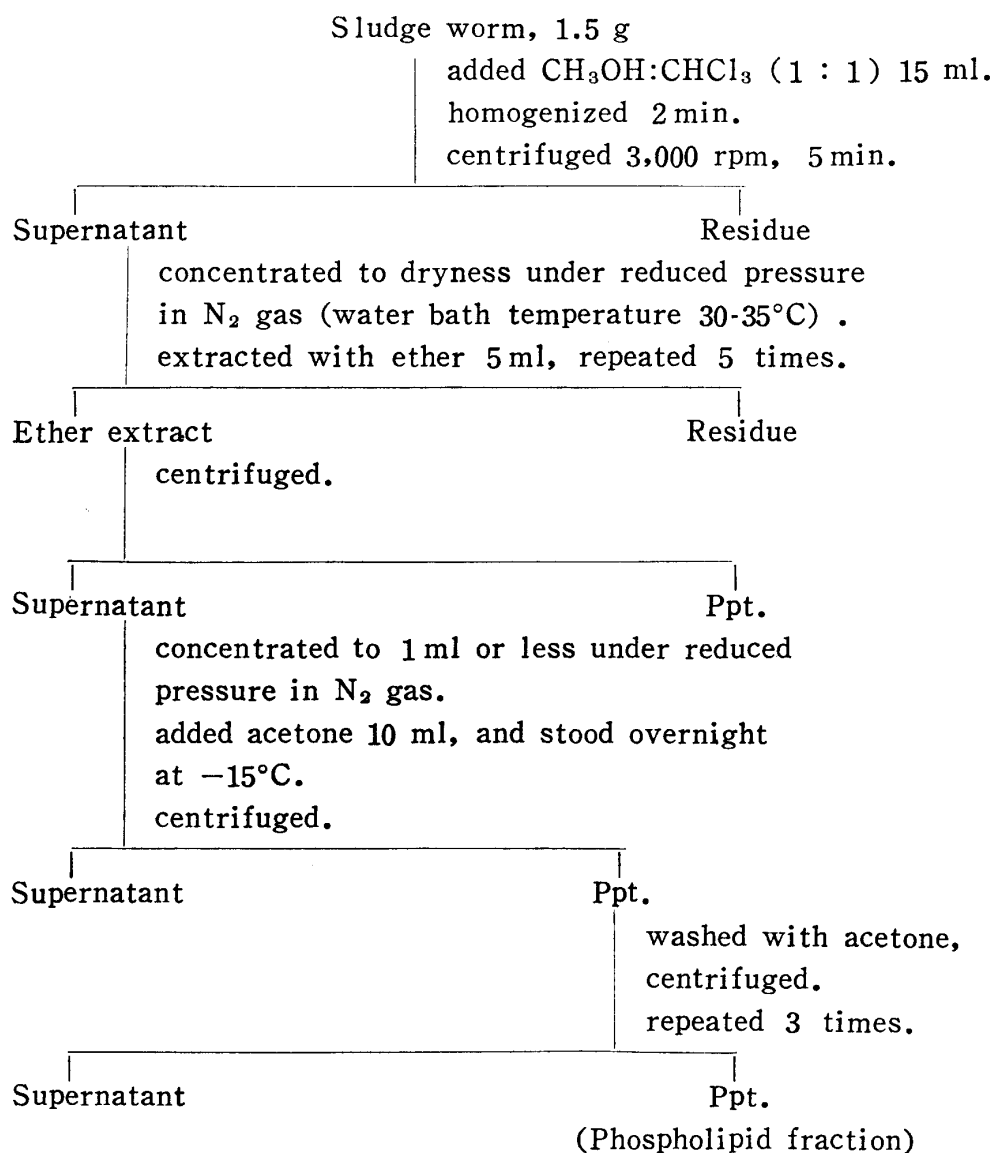 Sludge worm, 1.5 g
added CH₃OH:CHCl₃ (1 : 1) 15 ml.
homogenized 2 min.
centrifuged 3,000 rpm, 5 min.
Supernatant Residue
concentrated to dryness under reduced pressure
in N₂ gas (water bath temperature 30-35°C) .
extracted with ether 5 ml, repeated 5 times.
Ether extract Residue
centrifuged.
Supernatant Ppt.
concentrated to 1 ml or less under reduced
pressure in N₂ gas.
added acetone 10 ml, and stood overnight
at −15°C.
centrifuged.
Supernatant Ppt.
washed with acetone,
centrifuged.
repeated 3 times.
Supernatant Ppt.
(Phospholipid fraction)